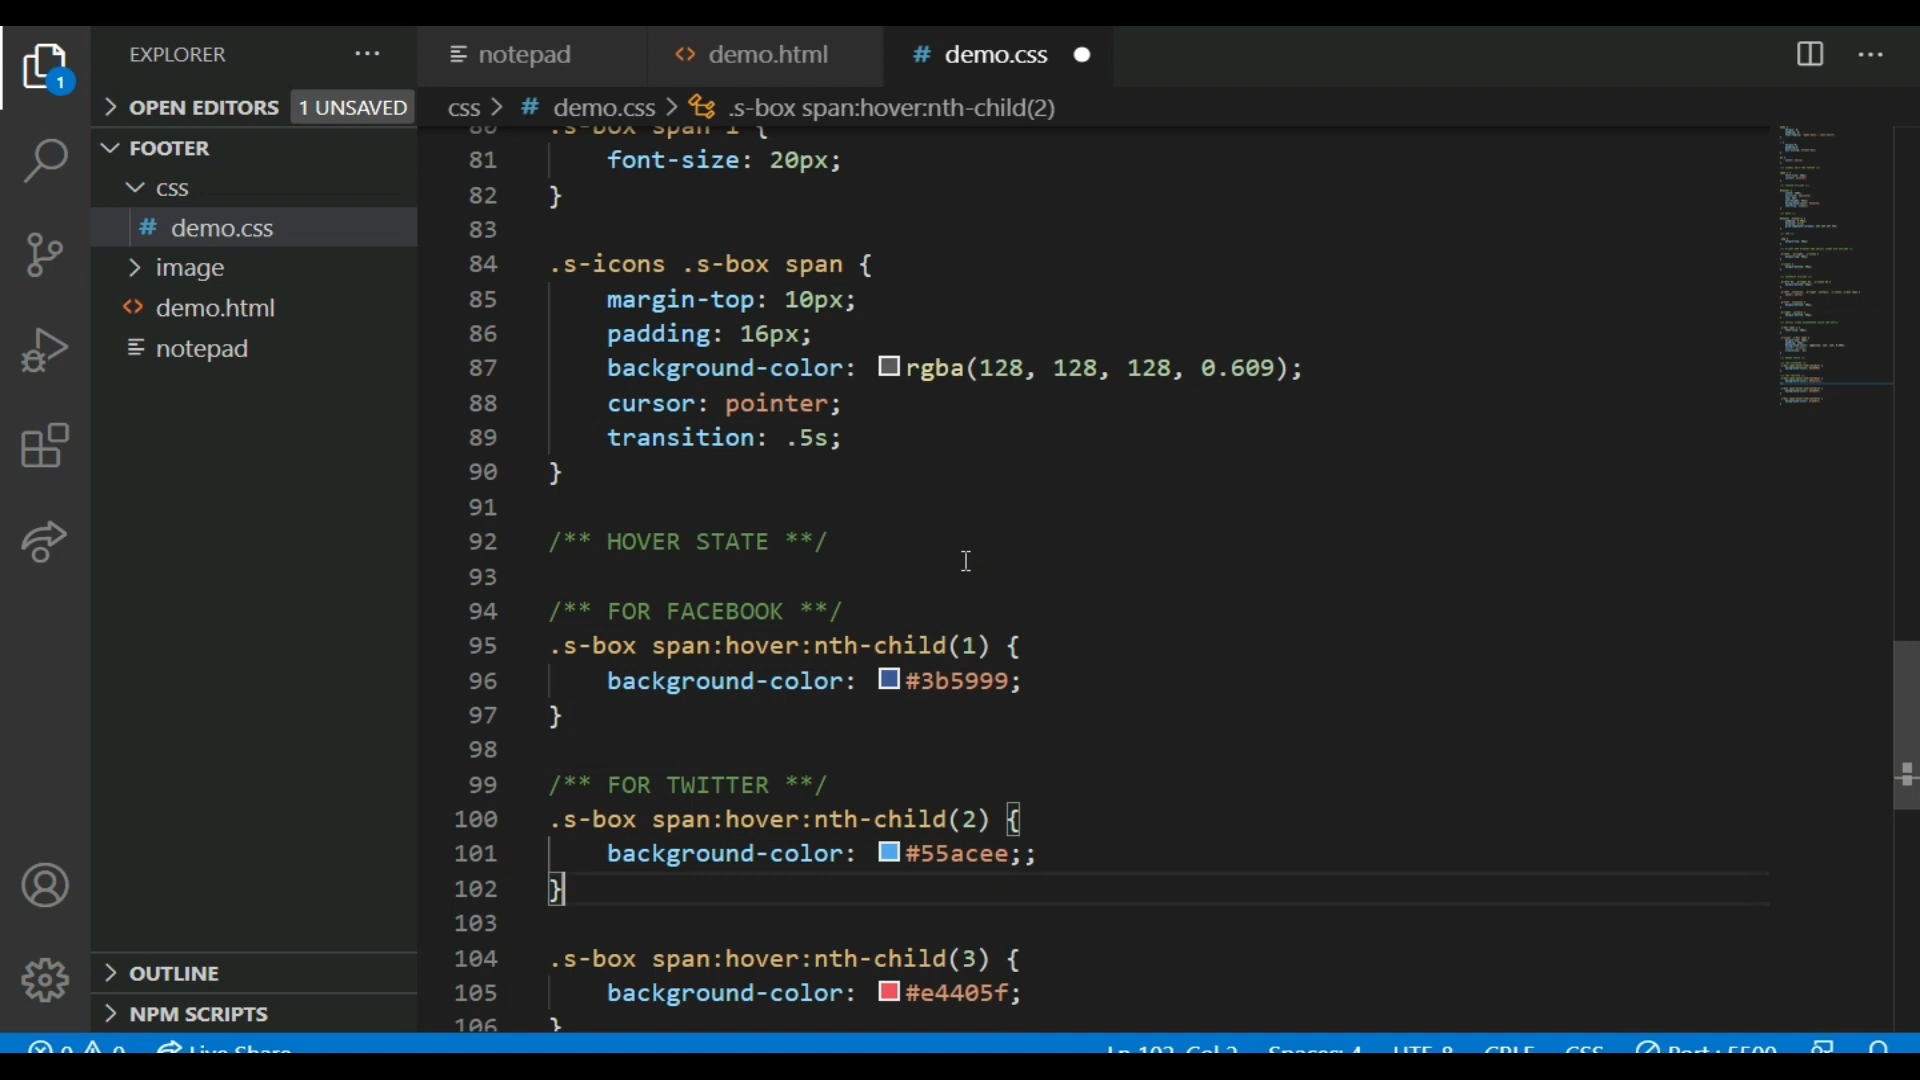 EXPLORER
notepad
demo.html
demo.css
1
OPEN EDITORS
1 UNSAVED
css > # demo.css > .s-box span:hover:nth-child(2)
FOOTER
css
# demo.css
image
demo.html
notepad
80 .s-box span i {
81 font-size: 20px;
82 }
83
84 .s-icons .s-box span {
85 margin-top: 10px;
86 padding: 16px;
87 background-color: rgba(128, 128, 128, 0.609);
88 cursor: pointer;
89 transition: .5s;
90 }
91
92 /** HOVER STATE **/
93
94 /** FOR FACEBOOK **/
95 .s-box span:hover:nth-child(1) {
96 background-color: #3b5999;
97 }
98
99 /** FOR TWITTER **/
100 .s-box span:hover:nth-child(2) {
101 background-color: #55acee;;
102 }
103
104 .s-box span:hover:nth-child(3) {
105 background-color: #e4405f;
106 }
OUTLINE
NPM SCRIPTS
0 0 Live Share Ln 102, Col 2 Spaces: 4 UTF-8 CRLF CSS Port : 5500